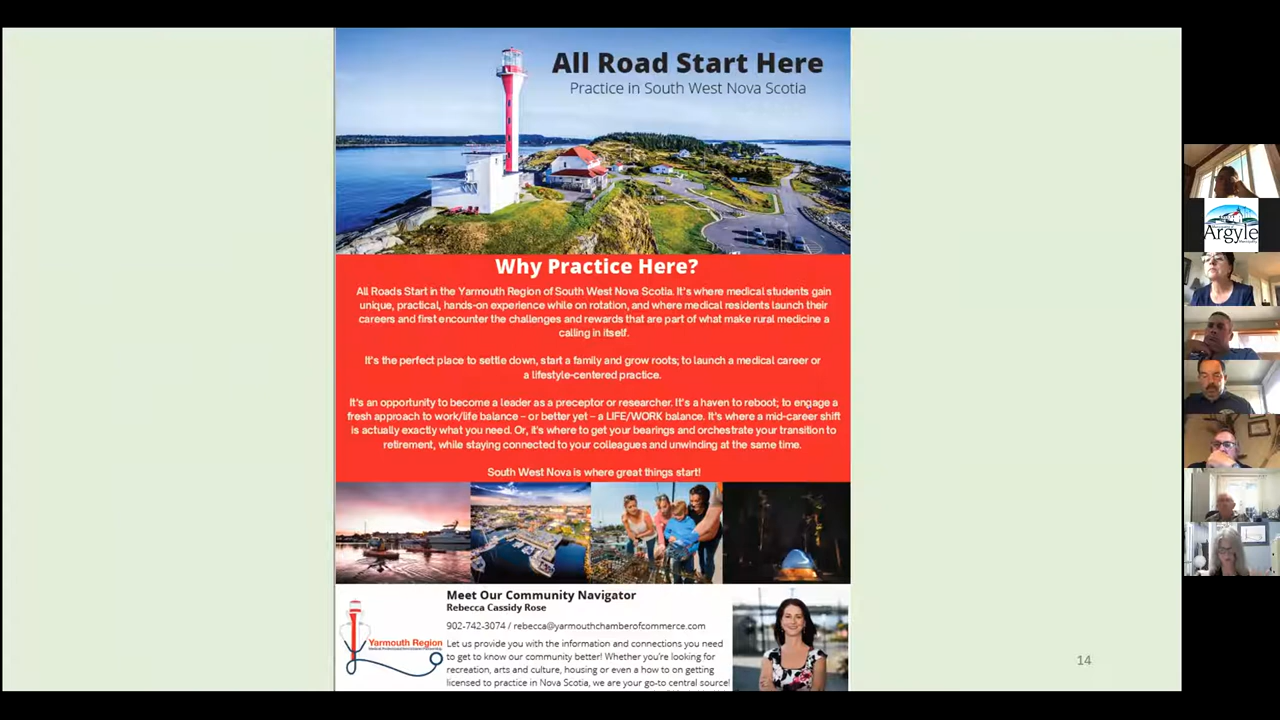 All Road Start Here
Practice in South West Nova Scotia
Why Practice Here?
All Roads Start in the Yarmouth Region of South West Nova Scotia. It's where medical students gain
unique, practical, hands-on experience while on rotation, and where medical residents launch their
careers and first encounter the challenges and rewards that are part of what make rural medicine a
calling in itself.
It's the perfect place to settle down, start a family and grow roots; to launch a medical career or
a lifestyle-centered practice.
It's an opportunity to become a leader as a preceptor or researcher. It's a haven to reboot; to engage a
fresh approach to work/life balance – or better yet – a LIFE/WORK balance. It's where a mid-career shift
is actually exactly what you need. Or, it's where to get your bearings and orchestrate your transition to
retirement, while staying connected to your colleagues and unwinding at the same time.
South West Nova is where great things start!
Meet Our Community Navigator
Rebecca Cassidy Rose
902-742-3074 / rebecca@yarmouthchamberofcommerce.com
Let us provide you with the information and connections you need
to get to know our community better! Whether you're looking for
recreation, arts and culture, housing or even a how to on getting
licensed to practice in Nova Scotia, we are your go-to central source!
Yarmouth Region
14
Argyle